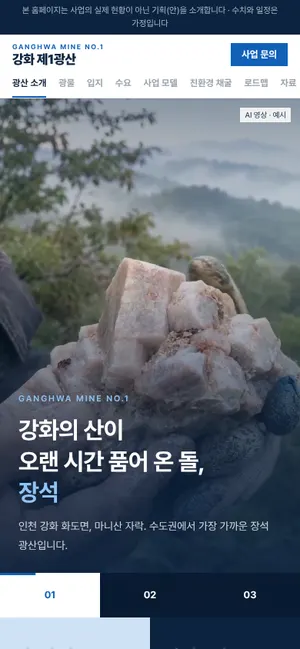 본 홈페이지는 사업의 실제 현황이 아닌 기획(안)을 소개합니다 · 수치와 일정은
가정입니다
GANGHWA MINE NO.1
강화 제1광산
사업 문의
광산 소개 광물 입지 수요 사업 모델 친환경 채굴 로드맵 자료
AI 영상 · 예시
GANGHWA MINE NO.1
강화의 산이
오랜 시간 품어 온 돌,
장석
인천 강화 화도면, 마니산 자락. 수도권에서 가장 가까운 장석
광산입니다.
01 02 03